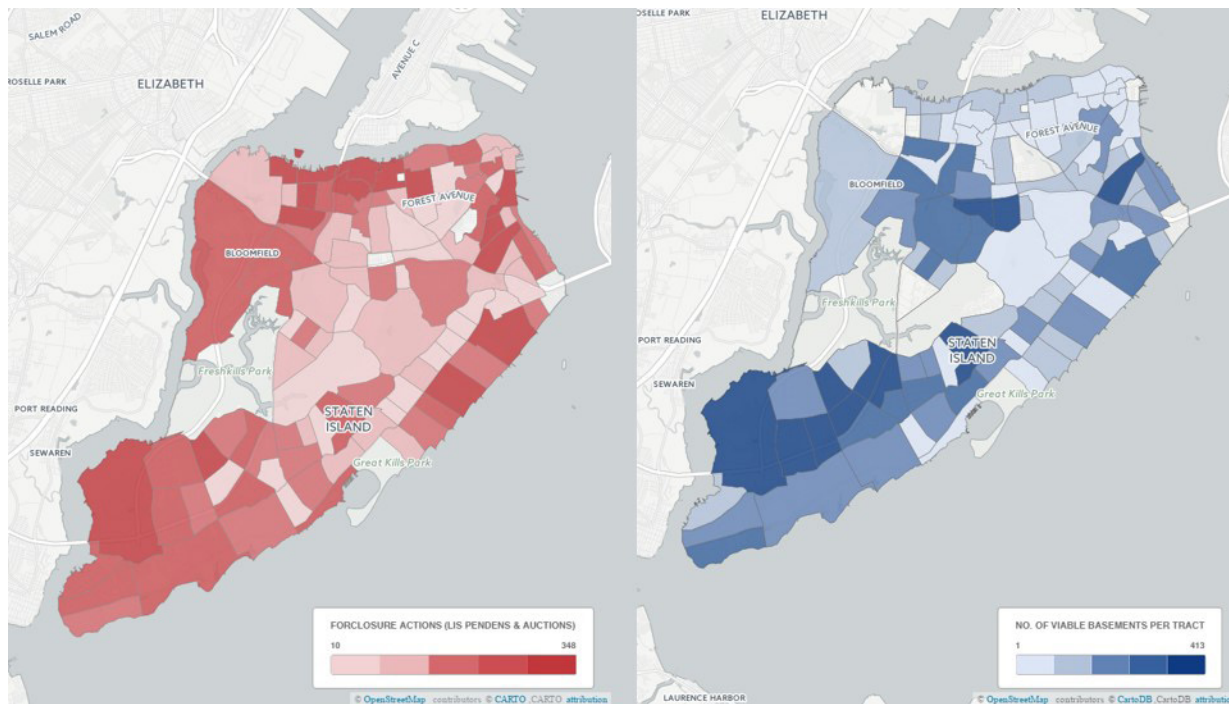 SALEM ROAD
ROSELLE PARK
ELIZABETH
AVENUE C
FOREST AVENUE
BLOOMFIELD
Freshkills Park
PORT READING
STATEN
ISLAND
SEWAREN
Great Kills Park
FORCLOSURE ACTIONS (LIS PENDENS & AUCTIONS)
10 348
© OpenStreetMap contributors © CARTO ,CARTO attribution
ROSELLE PARK
ELIZABETH
FOREST AVENUE
BLOOMFIELD
Freshkills Park
PORT READING
STATEN
ISLAND
SEWAREN
Great Kills Park
NO. OF VIABLE BASEMENTS PER TRACT
1 413
LAURENCE HARBOR
© OpenStreetMap contributors © CartoDB ,CartoDB attribution